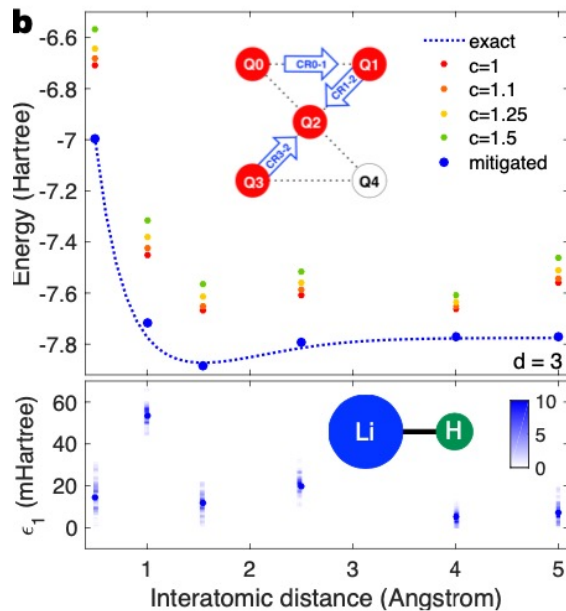 b
-6.6
-6.8
-7
-7.2
-7.4
-7.6
-7.8
Energy (Hartree)
exact
c=1
c=1.1
c=1.25
c=1.5
mitigated
Q0
CR0-1
Q1
CR1-2
Q2
CR3-2
Q3
Q4
d = 3
60
40
20
0
ϵ1 (mHartree)
Li
H
10
5
0
1 2 3 4 5
Interatomic distance (Angstrom)